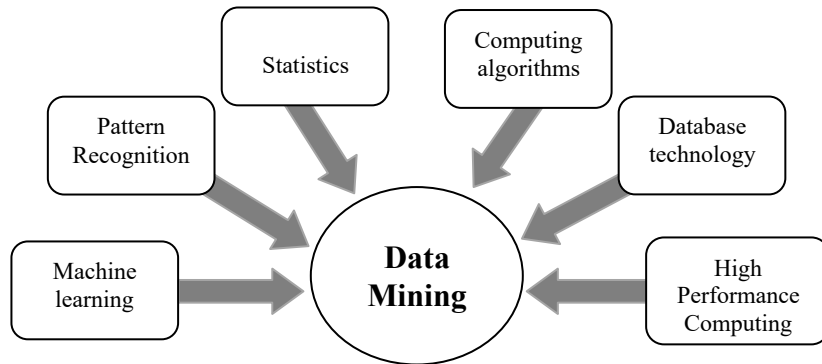 Statistics
Computing
algorithms
Pattern
Recognition
Database
technology
Machine
learning
Data
Mining
High
Performance
Computing